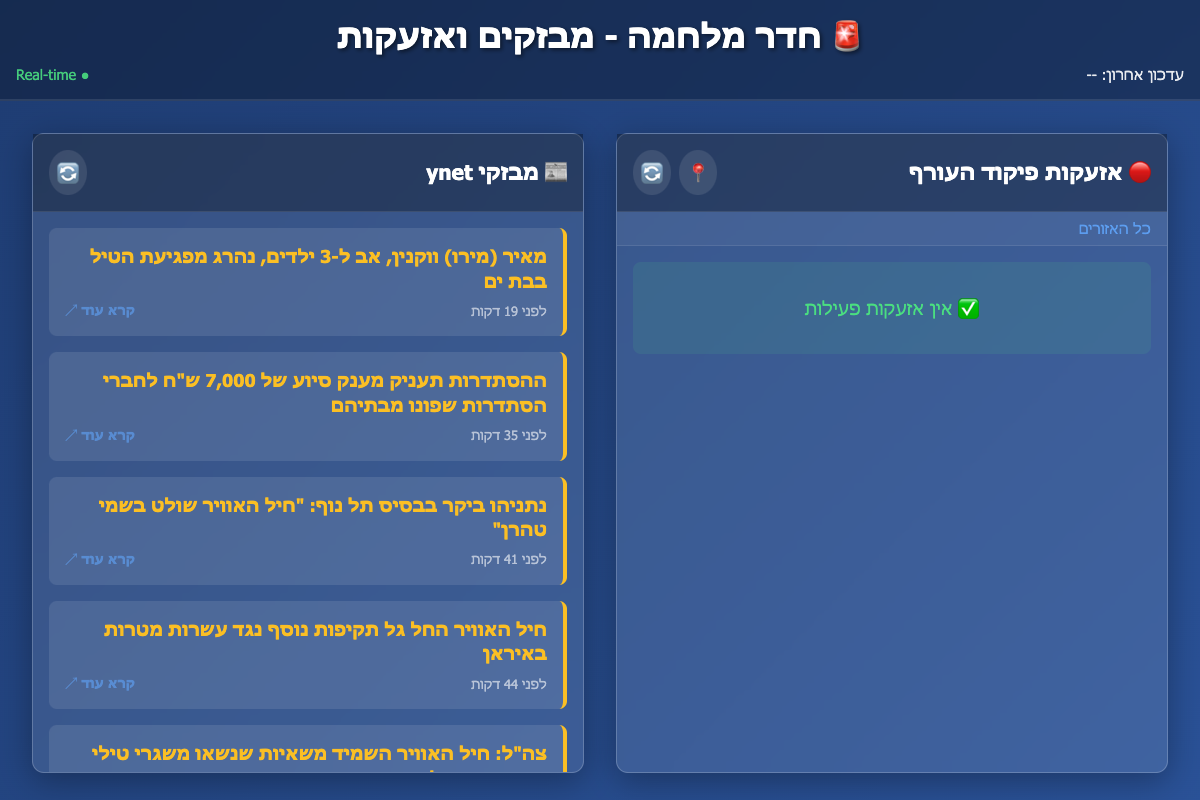 חדר מלחמה - מבזקים ואזעקות
עדכון אחרון: --
Real-time
אזעקות פיקוד העורף
כל האזורים
אין אזעקות פעילות
מבזקי ynet
מאיר (מירו) ווקנין, אב ל-3 ילדים, נהרג מפגיעת הטיל
בבת ים
לפני 19 דקות
קרא עוד
ההסתדרות תעניק מענק סיוע של 7,000 ש"ח לחברי
הסתדרות שפונו מבתיהם
לפני 35 דקות
קרא עוד
נתניהו ביקר בבסיס תל נוף: "חיל האוויר שולט בשמי
טהרן"
לפני 41 דקות
קרא עוד
חיל האוויר החל גל תקיפות נוסף נגד עשרות מטרות
באיראן
לפני 44 דקות
קרא עוד
צה"ל: חיל האוויר השמיד משאיות שנשאו משגרי טילי